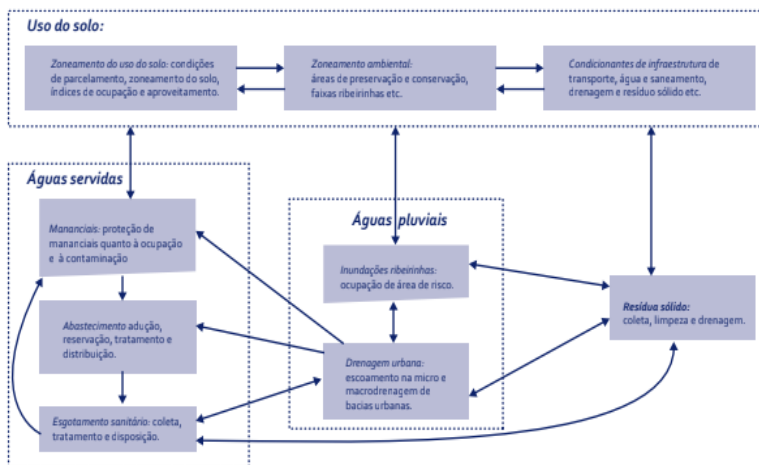 Uso do solo:
Zoneamento do uso do solo: condições
de parcelamento, zoneamento do solo,
índices de ocupação e aproveitamento.
Zoneamento ambiental:
áreas de preservação e conservação,
faixas ribeirinhas etc.
Condicionantes de infraestrutura de
transporte, água e saneamento,
drenagem e resíduo sólido etc.
Águas servidas
Mananciais: proteção de
mananciais quanto à ocupação
e à contaminação
Abastecimento adução,
reservação, tratamento e
distribuição.
Esgotamento sanitário: coleta,
tratamento e disposição.
Águas pluviais
Inundações ribeirinhas:
ocupação de área de risco.
Drenagem urbana:
escoamento na micro e
macrodrenagem de
bacias urbanas.
Resídua sólido:
coleta, limpeza e drenagem.